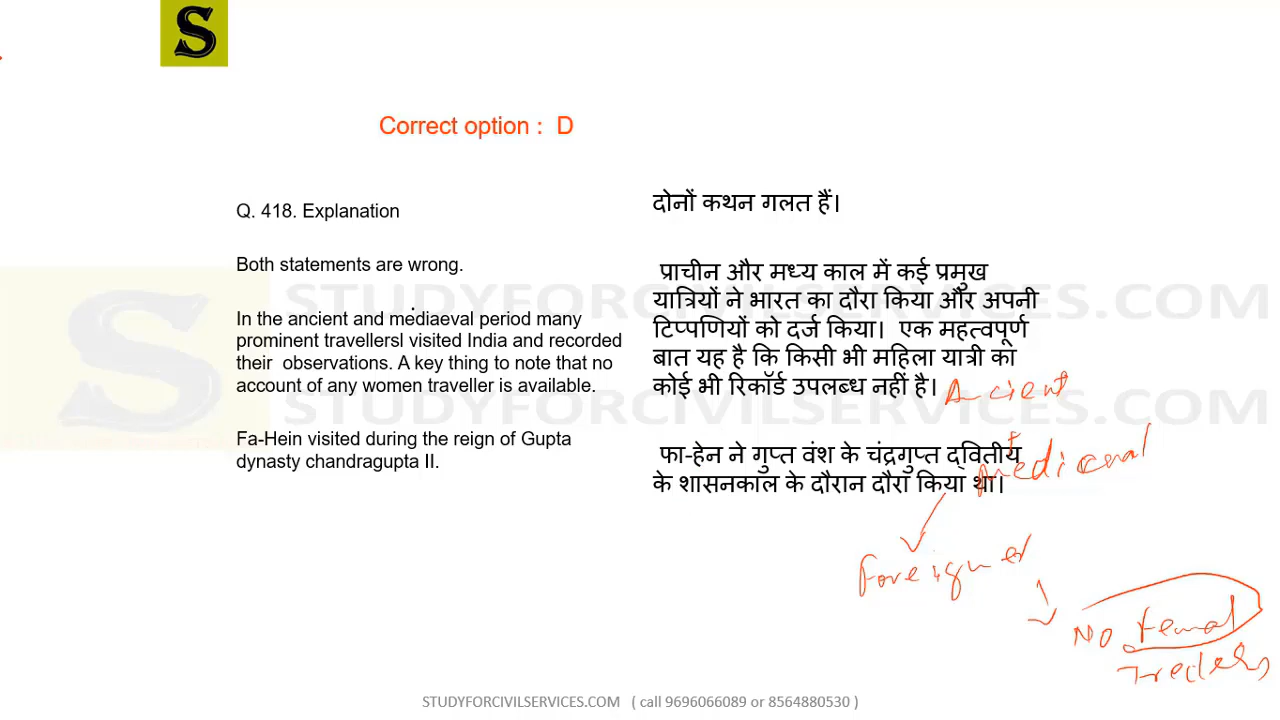 S
Correct option : D
Q. 418. Explanation
Both statements are wrong.
In the ancient and mediaeval period many
prominent travellersl visited India and recorded
their observations. A key thing to note that no
account of any women traveller is available.
Fa-Hein visited during the reign of Gupta
dynasty chandragupta II.
दोनों कथन गलत हैं।
प्राचीन और मध्य काल में कई प्रमुख
यात्रियों ने भारत का दौरा किया और अपनी
टिप्पणियों को दर्ज किया। एक महत्वपूर्ण
बात यह है कि किसी भी महिला यात्री का
कोई भी रिकॉर्ड उपलब्ध नहीं है।
फा-हेन ने गुप्त वंश के चंद्रगुप्त द्वितीय
के शासनकाल के दौरान दौरा किया था।
Ancient
+
medieval
Foreigner
No femal
STUDYFORCIVILSERVICES.COM
STUDYFORCIVILSERVICES.COM
STUDYFORCIVILSERVICES.COM ( call 9696066089 or 8564880530 )